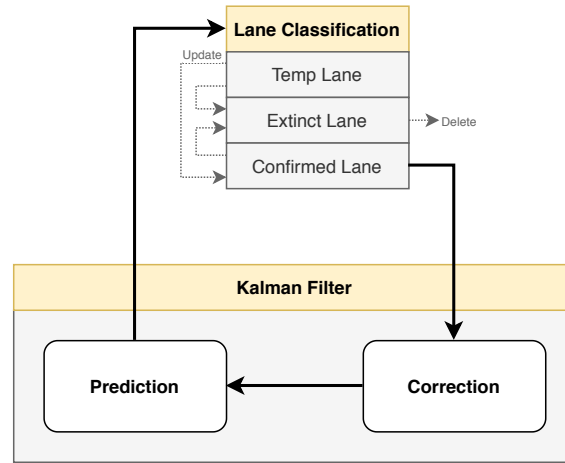 Lane Classification
Update
Temp Lane
Extinct Lane
Delete
Confirmed Lane
Kalman Filter
Prediction
Correction